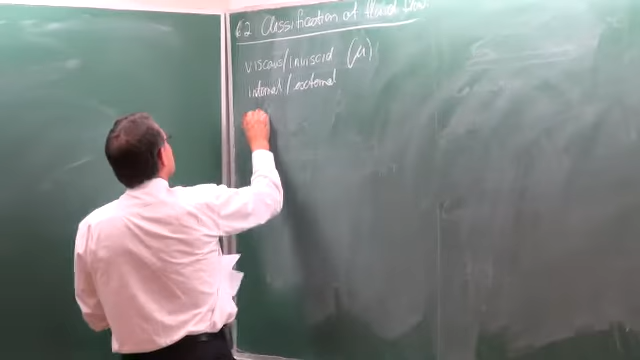 6.2 Classification of fluid flow.
viscous/inviscid (μ)
internal/external